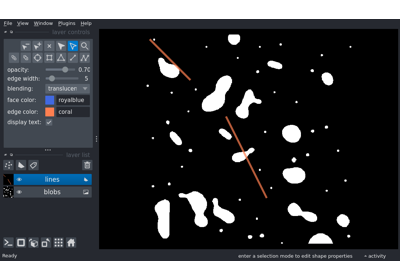 File View Window Plugins Help
layer controls
opacity: 0.70
edge width: 5
blending: translucen
face color: royalblue
edge color: coral
display text:
layer list
lines
blobs
Ready
enter a selection mode to edit shape properties
activity